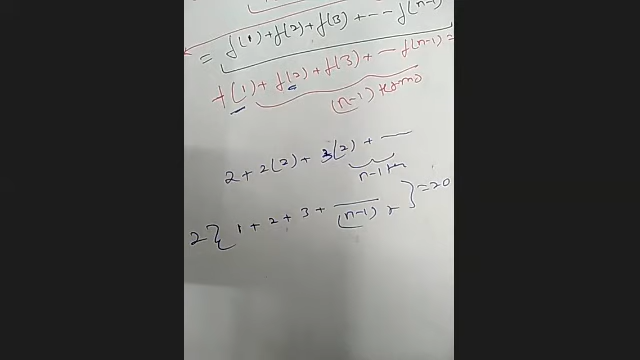 = f(1)+f(2)+f(3)+--- f(n-1)
f(1)+f(2)+f(3)+ --- f(n-1) =
(n-1) terms
2+2(2)+3(2)+ ---
n-1
2{1+2+3+ (n-1) }=20